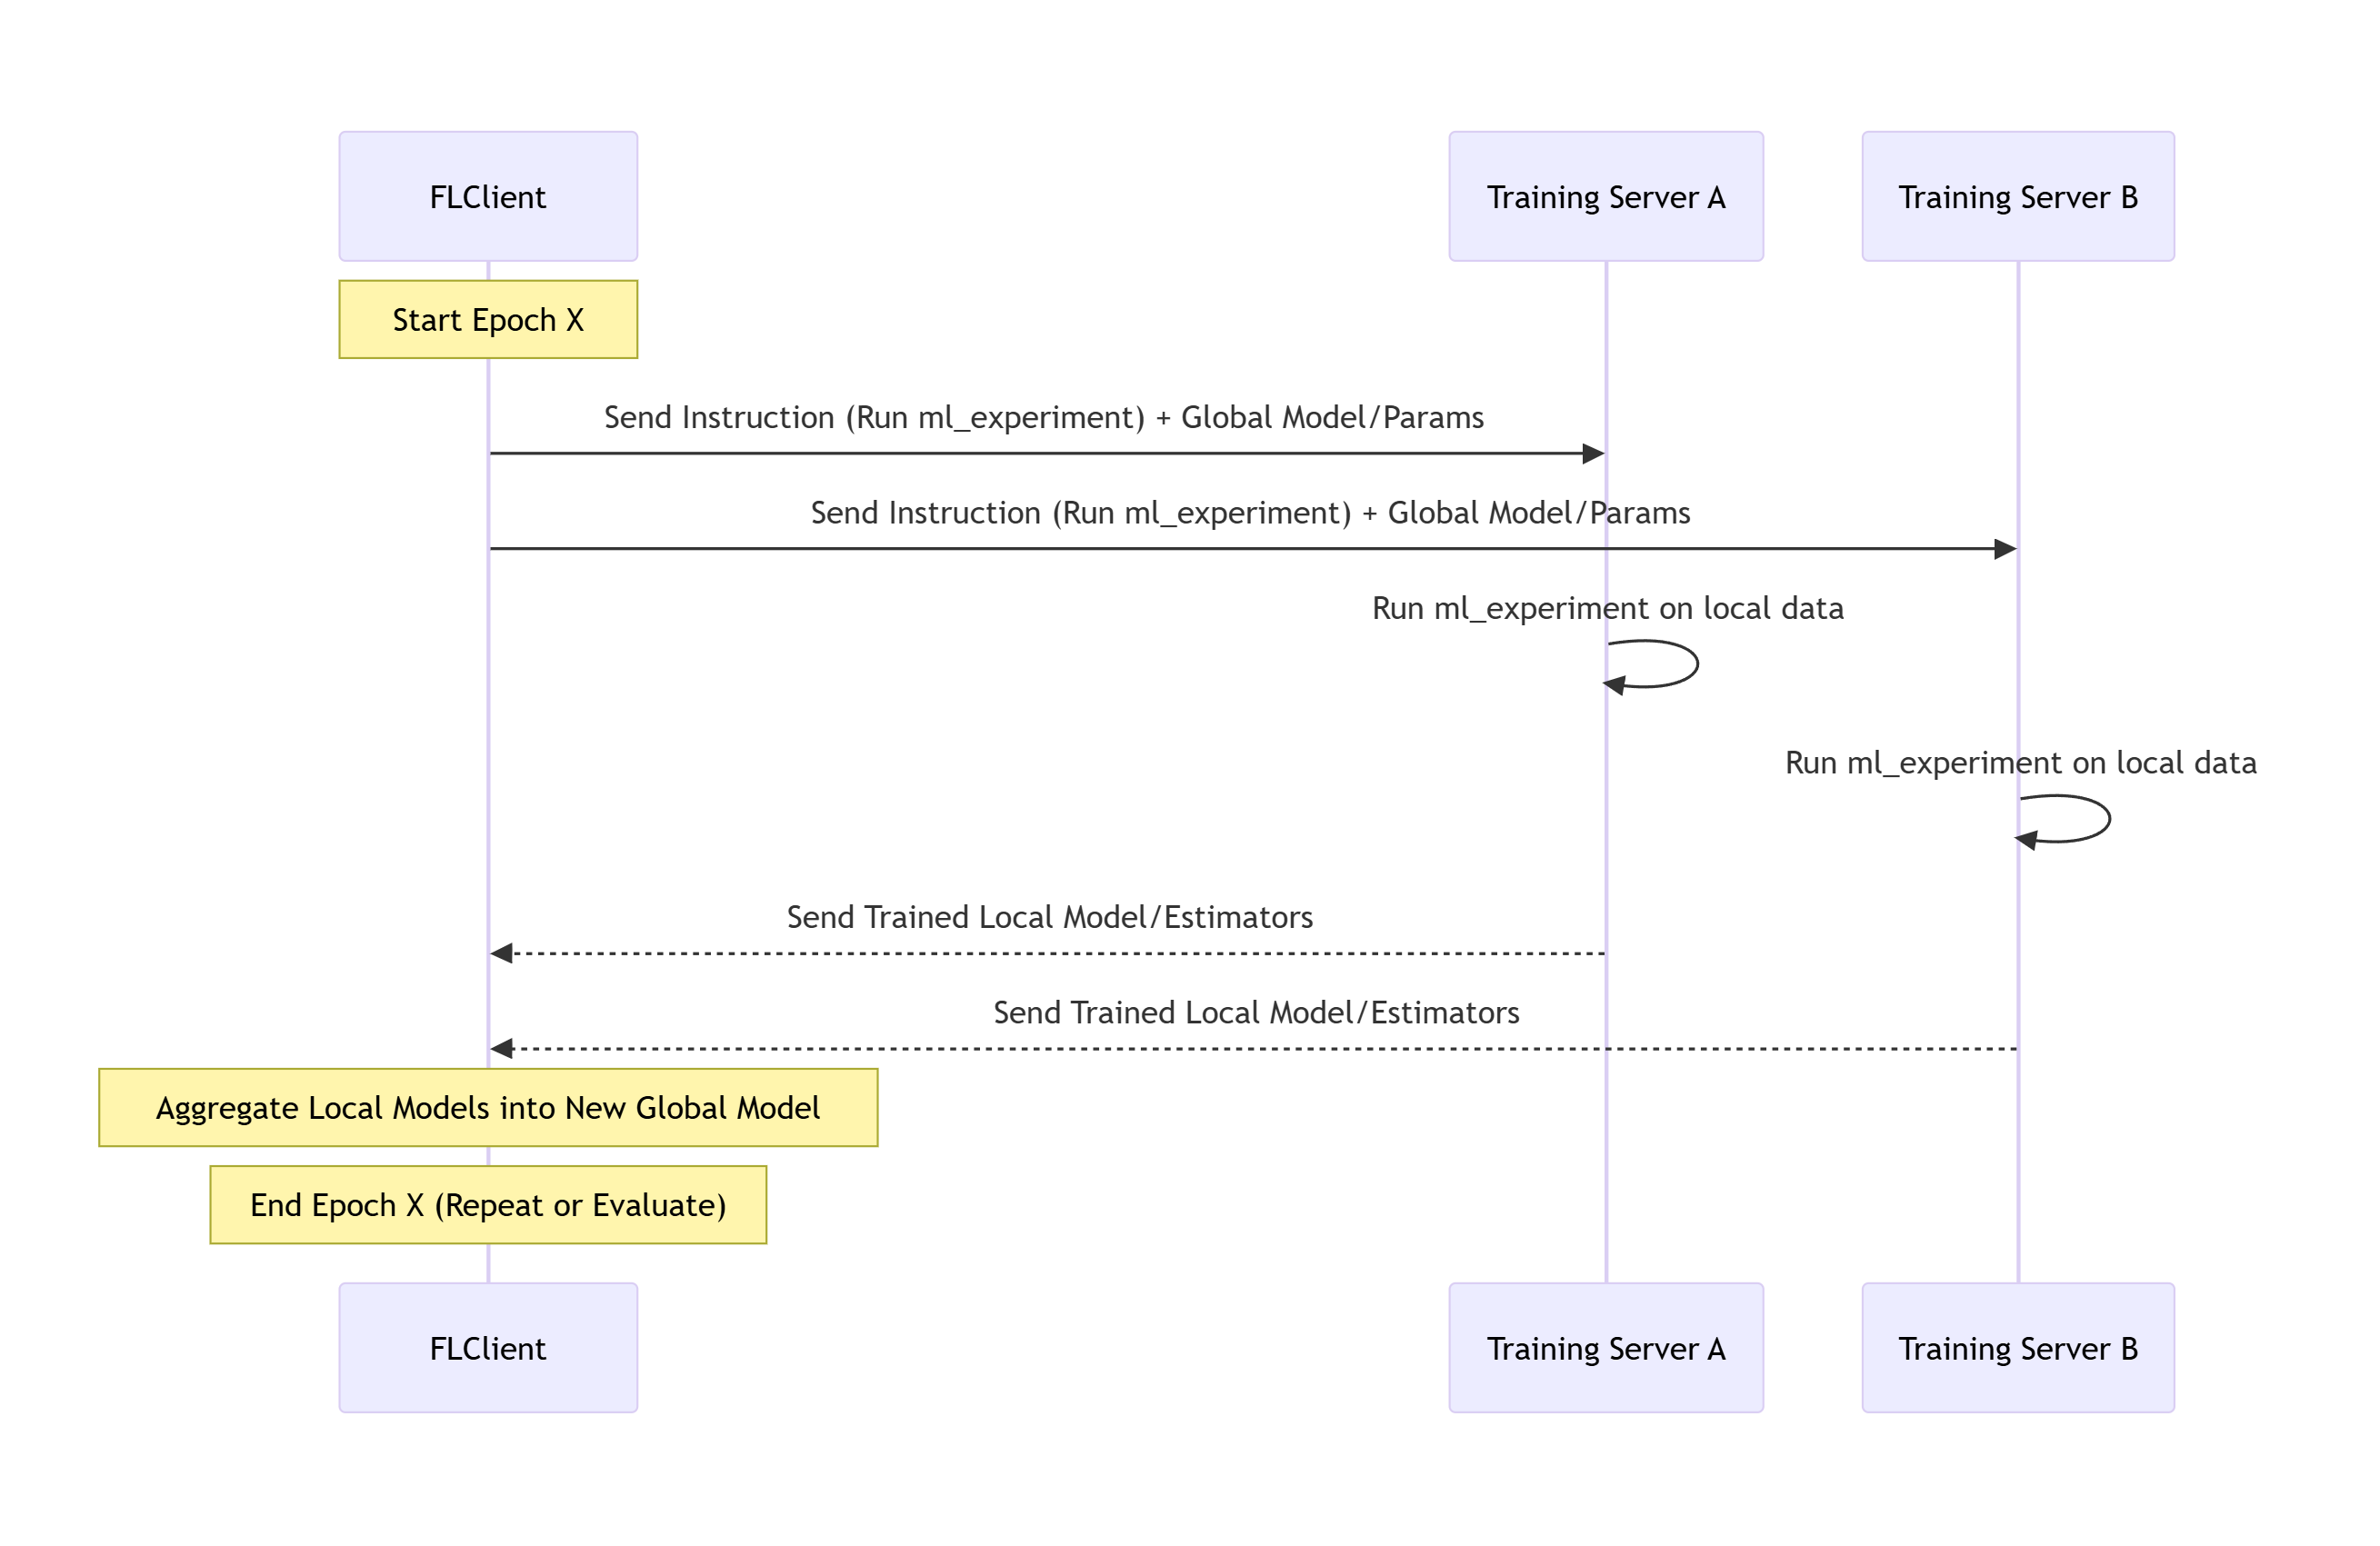 FLClient
Training Server A
Training Server B
Start Epoch X
Send Instruction (Run ml_experiment) + Global Model/Params
Send Instruction (Run ml_experiment) + Global Model/Params
Run ml_experiment on local data
Run ml_experiment on local data
Send Trained Local Model/Estimators
Send Trained Local Model/Estimators
Aggregate Local Models into New Global Model
End Epoch X (Repeat or Evaluate)
FLClient
Training Server A
Training Server B